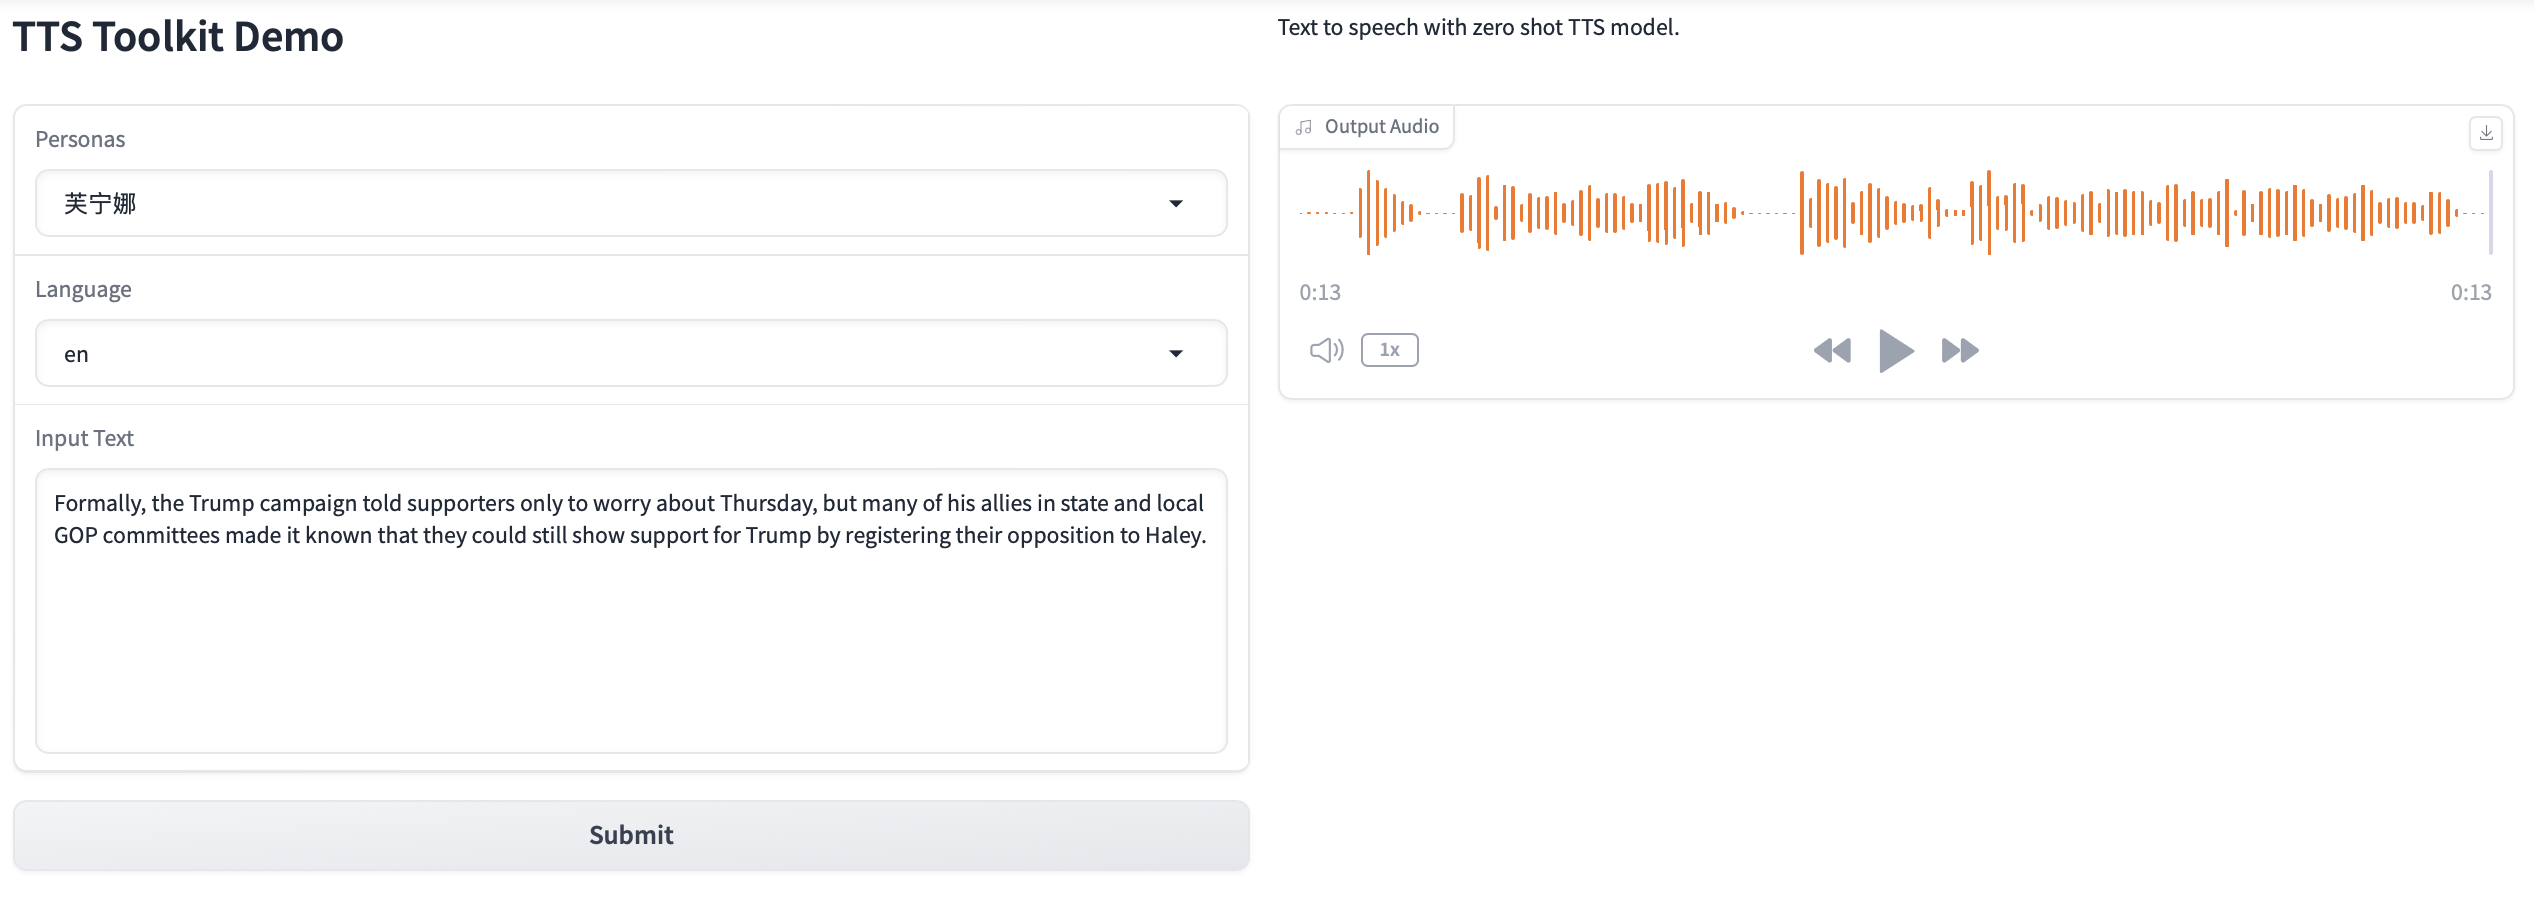 TTS Toolkit Demo
Text to speech with zero shot TTS model.
Personas
芙宁娜
Language
en
Input Text
Formally, the Trump campaign told supporters only to worry about Thursday, but many of his allies in state and local
GOP committees made it known that they could still show support for Trump by registering their opposition to Haley.
Submit
Output Audio
0:13
0:13
1x